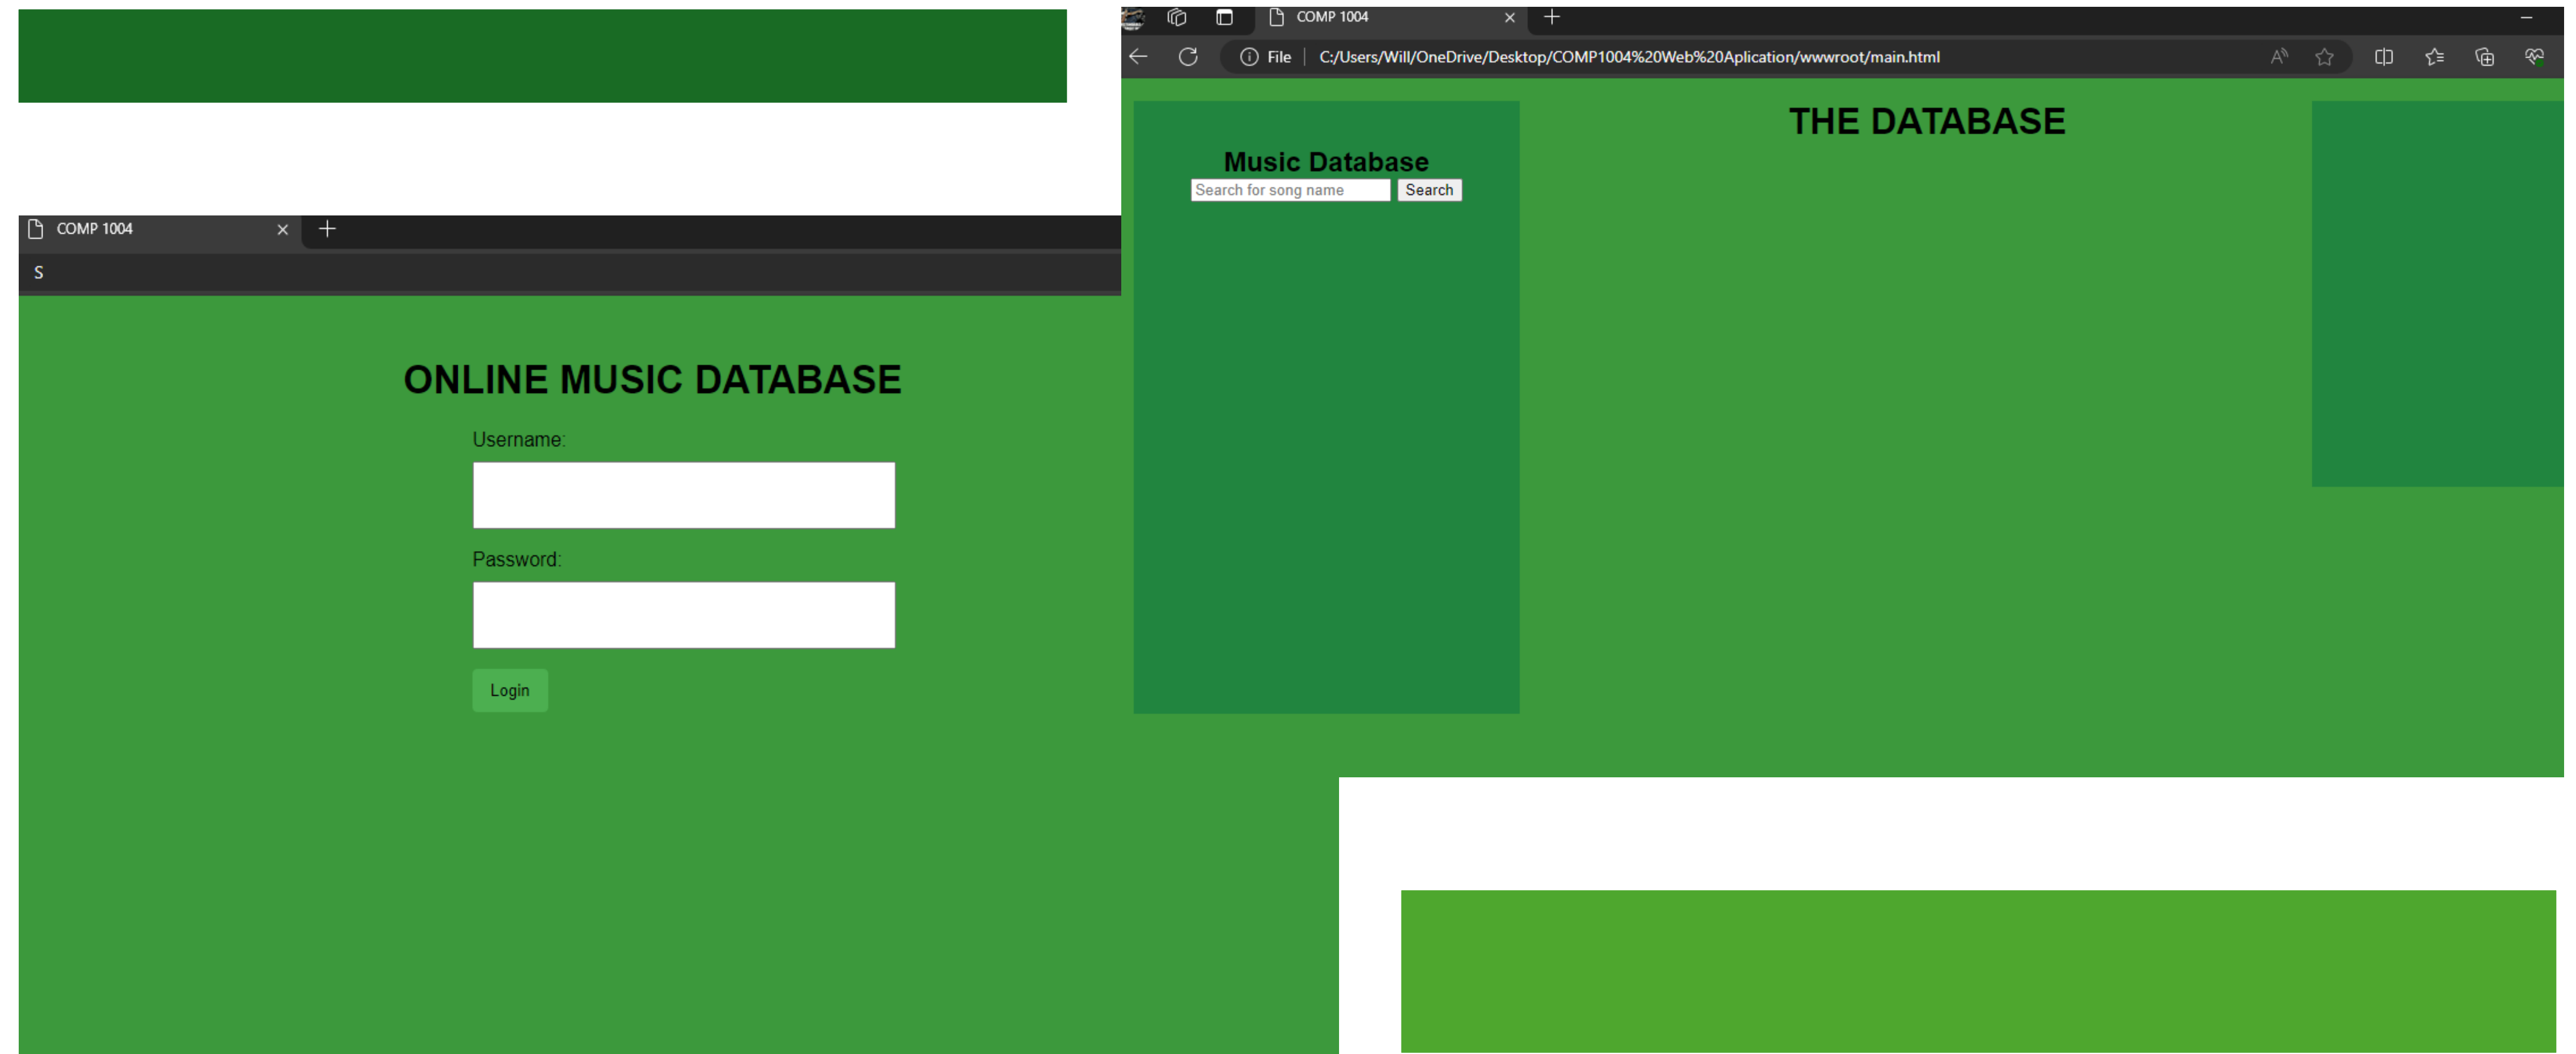 COMP 1004
S
ONLINE MUSIC DATABASE
Username:
Password:
Login
COMP 1004
File | C:/Users/Will/OneDrive/Desktop/COMP1004%20Web%20Aplication/wwwroot/main.html
THE DATABASE
Music Database
Search for song name Search